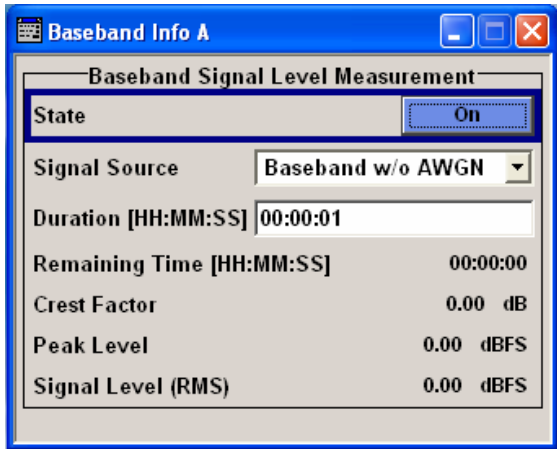 Baseband Info A
Baseband Signal Level Measurement
State On
Signal Source Baseband w/o AWGN
Duration [HH:MM:SS] 00:00:01
Remaining Time [HH:MM:SS] 00:00:00
Crest Factor 0.00 dB
Peak Level 0.00 dBFS
Signal Level (RMS) 0.00 dBFS